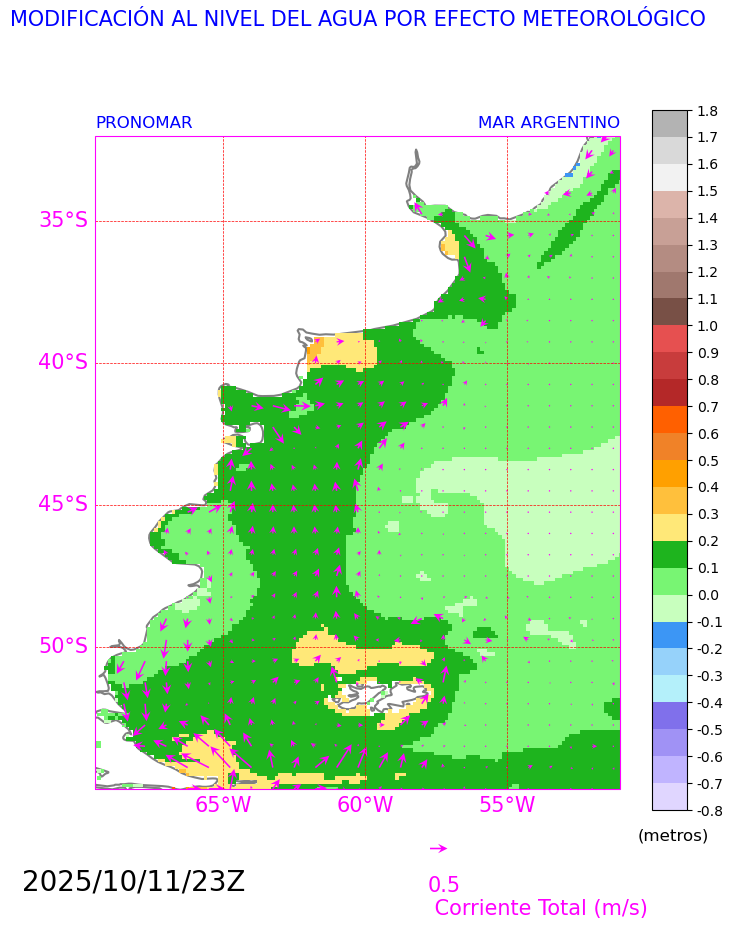 MODIFICACIÓN AL NIVEL DEL AGUA POR EFECTO METEOROLÓGICO
PRONOMAR
MAR ARGENTINO
35°S
40°S
45°S
50°S
65°W
60°W
55°W
1.8
1.7
1.6
1.5
1.4
1.3
1.2
1.1
1.0
0.9
0.8
0.7
0.6
0.5
0.4
0.3
0.2
0.1
0.0
-0.1
-0.2
-0.3
-0.4
-0.5
-0.6
-0.7
-0.8
(metros)
2025/10/11/23Z
0.5
Corriente Total (m/s)